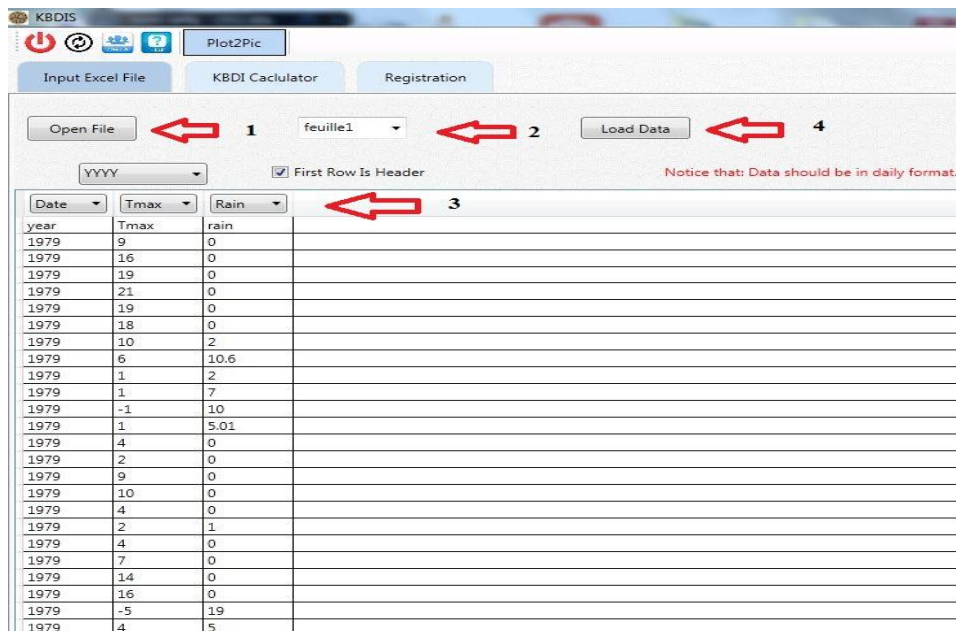 KBDIS
Plot2Pic
Input Excel File KBDI Caclulator Registration
Open File 1 feuille1 2 Load Data 4
YYYY First Row Is Header Notice that: Data should be in daily format.
Date Tmax Rain 3
year Tmax rain
1979 9 0
1979 16 0
1979 19 0
1979 21 0
1979 19 0
1979 18 0
1979 10 2
1979 6 10.6
1979 1 2
1979 1 7
1979 -1 10
1979 1 5.01
1979 4 0
1979 2 0
1979 9 0
1979 10 0
1979 4 0
1979 2 1
1979 4 0
1979 7 0
1979 14 0
1979 16 0
1979 -5 19
1979 4 5